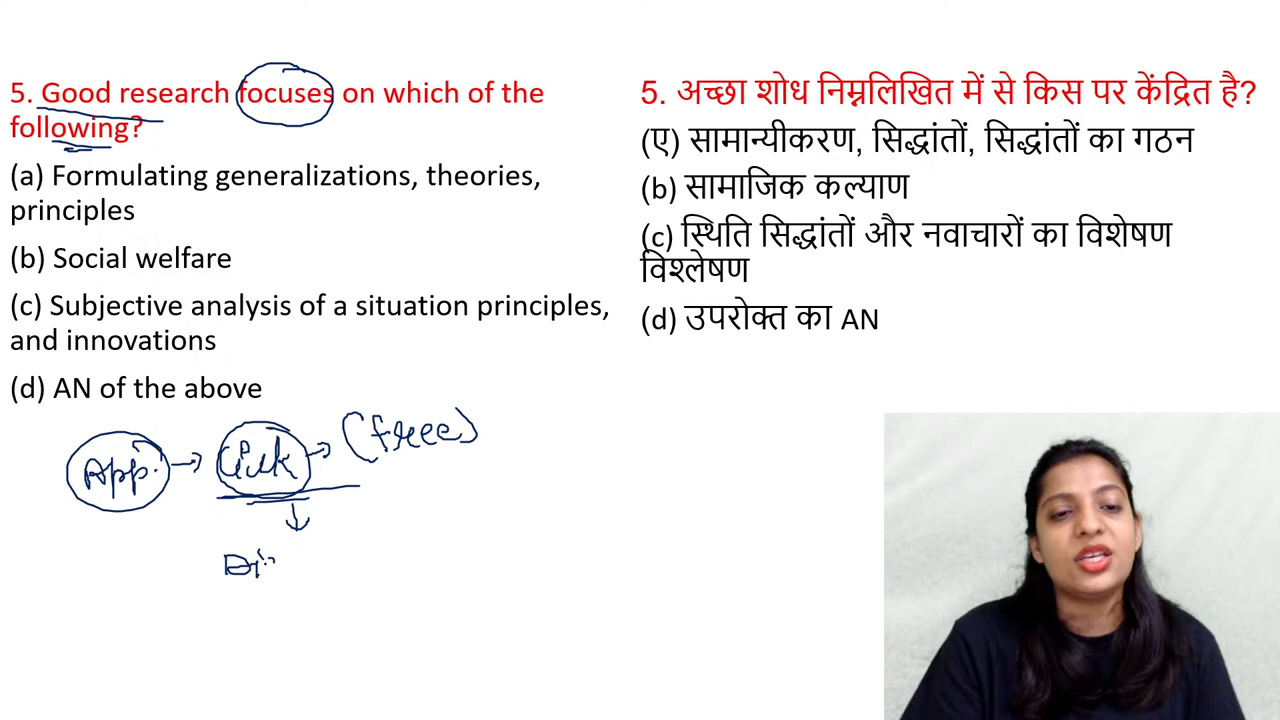 5. Good research focuses on which of the
following?
(a) Formulating generalizations, theories,
principles
(b) Social welfare
(c) Subjective analysis of a situation principles,
and innovations
(d) AN of the above
App. → → (free)
5. अच्छा शोध निम्नलिखित में से किस पर केंद्रित है?
(ए) सामान्यीकरण, सिद्धांतों, सिद्धांतों का गठन
(b) सामाजिक कल्याण
(c) स्थिति सिद्धांतों और नवाचारों का विशेषण
विश्लेषण
(d) उपरोक्त का AN